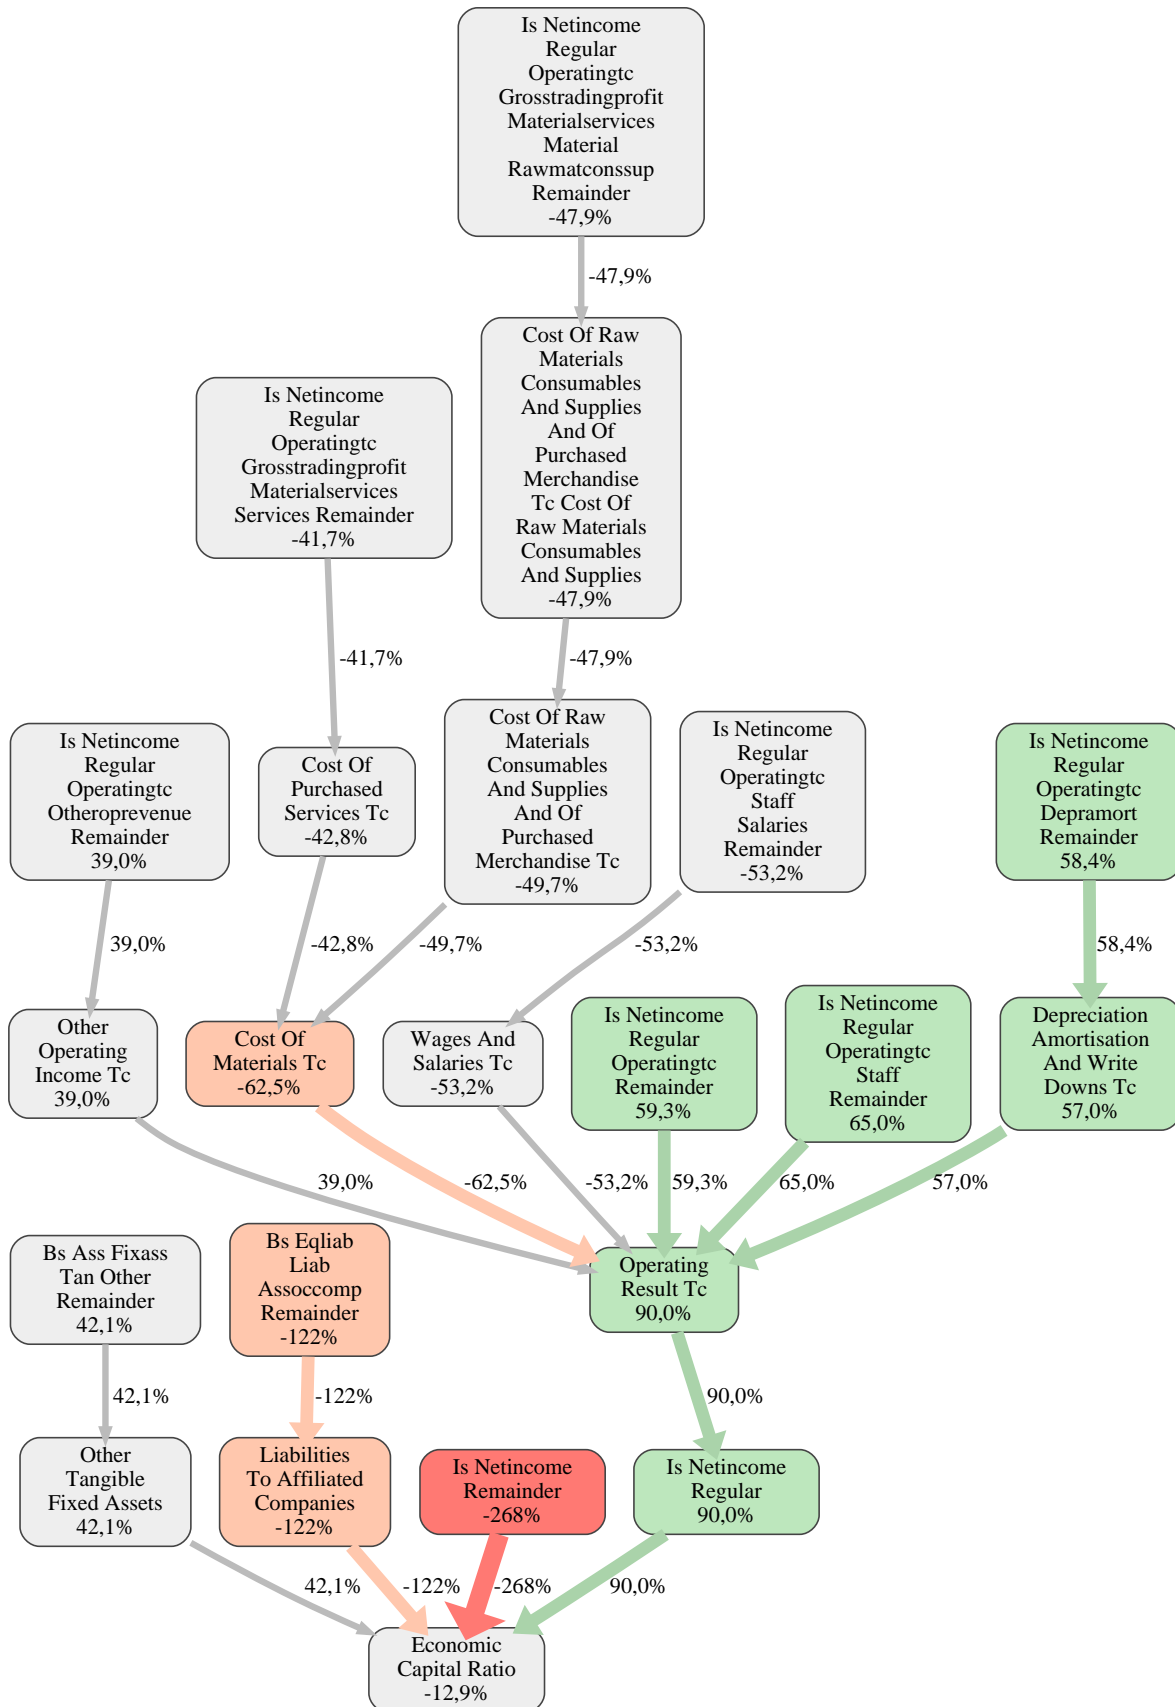 Is Netincome
Regular
Operatingtc
Grosstradingprofit
Materialservices
Material
Rawmatconssup
Remainder
-47,9%
-47,9%
Cost Of Raw
Materials
Consumables
And Supplies
And Of
Purchased
Merchandise
Tc Cost Of
Raw Materials
Consumables
And Supplies
-47,9%
Is Netincome
Regular
Operatingtc
Grosstradingprofit
Materialservices
Services Remainder
-41,7%
-41,7%
-47,9%
Is Netincome
Regular
Operatingtc
Otheroprevenue
Remainder
39,0%
Cost Of
Purchased
Services Tc
-42,8%
Cost Of Raw
Materials
Consumables
And Supplies
And Of
Purchased
Merchandise Tc
-49,7%
Is Netincome
Regular
Operatingtc
Staff
Salaries
Remainder
-53,2%
Is Netincome
Regular
Operatingtc
Depramort
Remainder
58,4%
39,0%
-42,8%
-49,7%
-53,2%
58,4%
Other
Operating
Income Tc
39,0%
Cost Of
Materials Tc
-62,5%
Wages And
Salaries Tc
-53,2%
Is Netincome
Regular
Operatingtc
Remainder
59,3%
Is Netincome
Regular
Operatingtc
Staff
Remainder
65,0%
Depreciation
Amortisation
And Write
Downs Tc
57,0%
39,0%
-62,5%
-53,2%
59,3%
65,0%
57,0%
Bs Ass Fixass
Tan Other
Remainder
42,1%
Bs Eqliab
Liab
Assoccomp
Remainder
-122%
Operating
Result Tc
90,0%
42,1%
-122%
90,0%
Other
Tangible
Fixed Assets
42,1%
Liabilities
To Affiliated
Companies
-122%
Is Netincome
Remainder
-268%
Is Netincome
Regular
90,0%
42,1%
-122%
-268%
90,0%
Economic
Capital Ratio
-12,9%